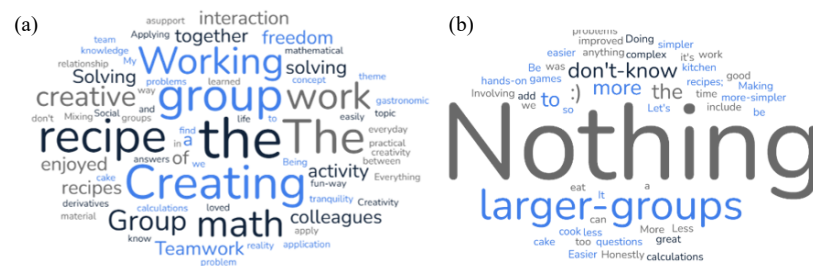 (a)
asupport interaction
team Applying together freedom
knowledge My Working mathematical
relationship Solving problems learned solving concept theme
creative way group work gastronomic
don't Mixing Social and groups life to easily topic
recipe find the The everyday
in a practical
enjoyed answers of we creativity between
cake Being activity Everything
recipes Creating fun-way
derivatives calculations loved tranquility Creativity
material Group math colleagues
know apply
Teamwork reality application
problem
(b)
problems
improved Doing simpler
easier anything complex it's work
Be was don't-know kitchen
hands-on games :) more the recipes; good
Involving add to time Making
we so Let's include more-simpler
be
Nothing
eat It a
larger-groups
can
cook less More Less
cake too questions great
Easier Honestly calculations